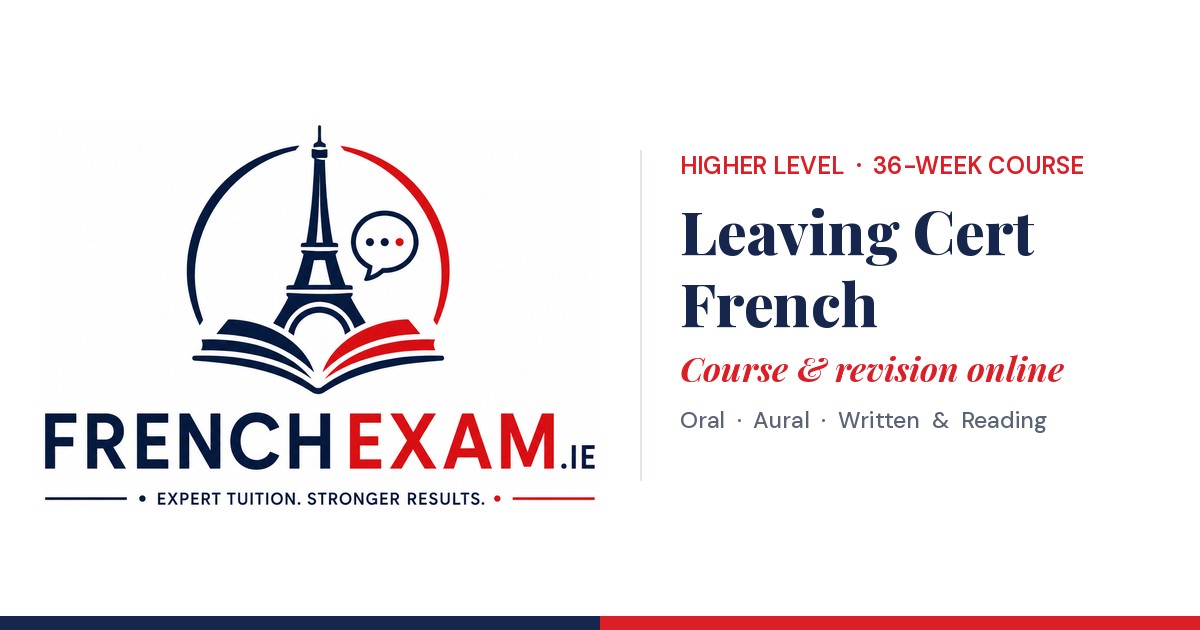 FRENCHEXAM.IE
• EXPERT TUITION. STRONGER RESULTS. •
HIGHER LEVEL · 36-WEEK COURSE
Leaving Cert
French
Course & revision online
Oral · Aural · Written & Reading